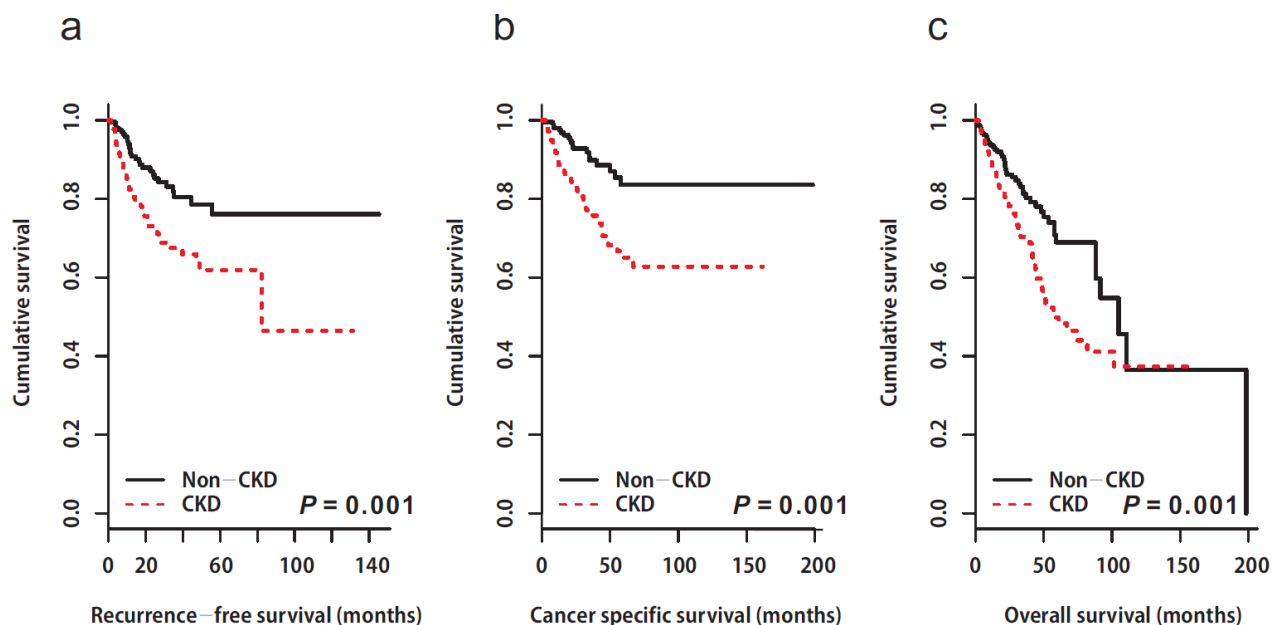 a
Cumulative survival
1.0
0.8
0.6
0.4
0.2
0.0
Non–CKD
CKD
P = 0.001
0 20 60 100 140
Recurrence–free survival (months)
b
Cumulative survival
1.0
0.8
0.6
0.4
0.2
0.0
Non–CKD
CKD
P = 0.001
0 50 100 150 200
Cancer specific survival (months)
c
Cumulative survival
1.0
0.8
0.6
0.4
0.2
0.0
Non–CKD
CKD
P = 0.001
0 50 100 150 200
Overall survival (months)